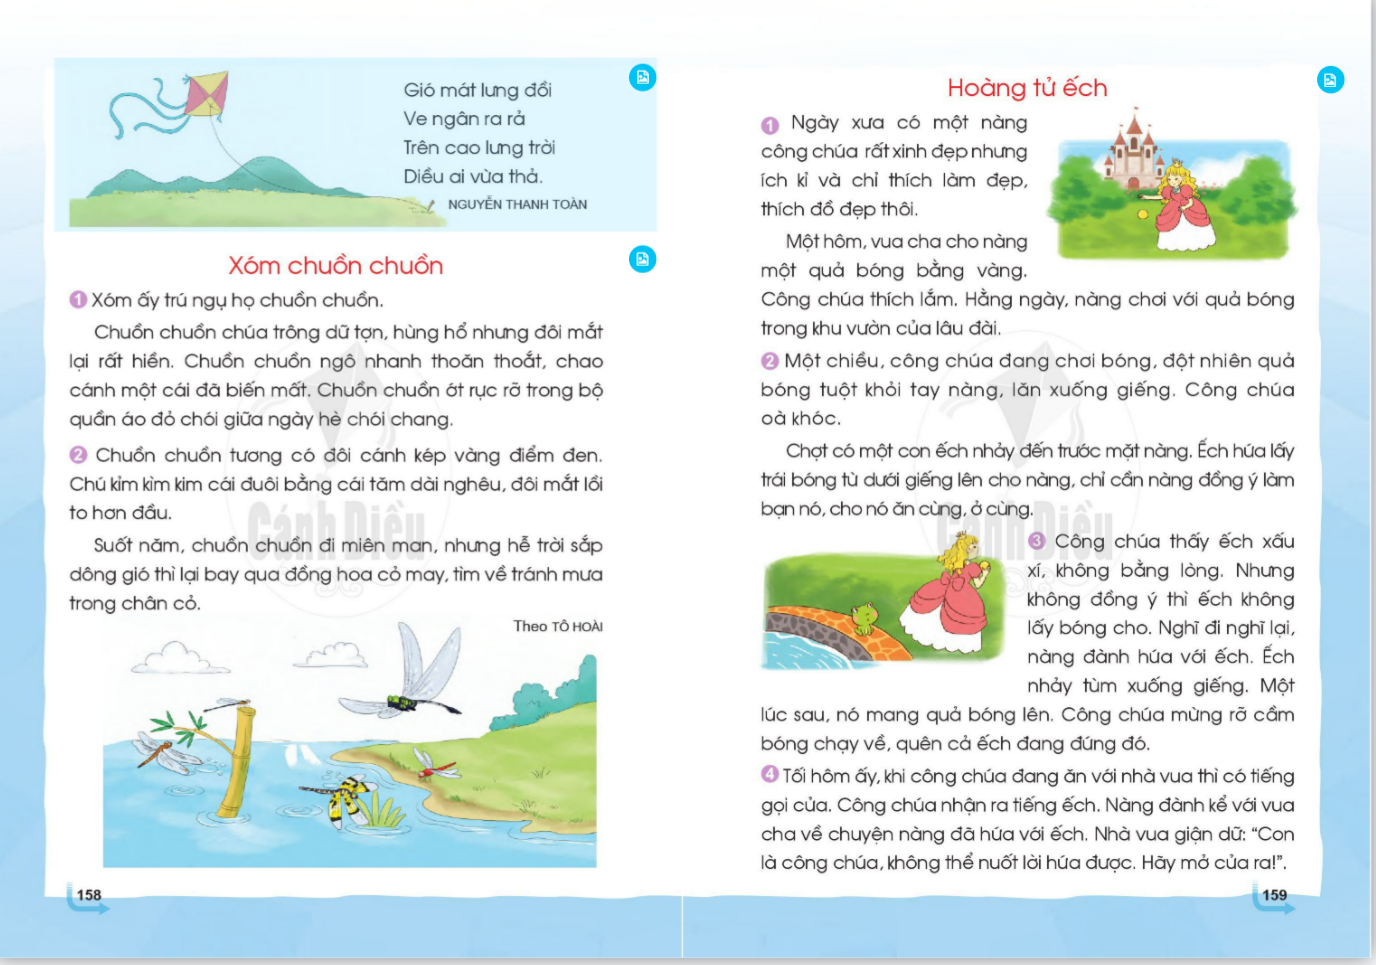 Gió mát lưng đồi
Ve ngân ra rả
Trên cao lưng trời
Diều ai vừa thả.
NGUYỄN THANH TOÀN
Xóm chuồn chuồn
1 Xóm ấy trú ngụ họ chuồn chuồn.
Chuồn chuồn chúa trông dữ tợn, hùng hổ nhưng đôi mắt
lại rất hiền. Chuồn chuồn ngô nhanh thoăn thoắt, chao
cánh một cái đã biến mất. Chuồn chuồn ớt rực rỡ trong bộ
quần áo đỏ chói giữa ngày hè chói chang.
2 Chuồn chuồn tương có đôi cánh kép vàng điểm đen.
Chú kỉm kìm kim cái đuôi bằng cái tăm dài nghêu, đôi mắt lồi
to hơn đầu.
Suốt năm, chuồn chuồn đi miên man, nhưng hễ trời sắp
dông gió thì lại bay qua đồng hoa cỏ may, tìm về tránh mưa
trong chân cỏ.
Theo TÔ HOÀI
Cánh Diều
158
Hoàng tử ếch
1 Ngày xưa có một nàng
công chúa rất xinh đẹp nhưng
ích kỉ và chỉ thích làm đẹp,
thích đồ đẹp thôi.
Một hôm, vua cha cho nàng
một quả bóng bằng vàng.
Công chúa thích lắm. Hằng ngày, nàng chơi với quả bóng
trong khu vườn của lâu đài.
2 Một chiều, công chúa đang chơi bóng, đột nhiên quả
bóng tuột khỏi tay nàng, lăn xuống giếng. Công chúa
oà khóc.
Chợt có một con ếch nhảy đến trước mặt nàng. Ếch hứa lấy
trái bóng từ dưới giếng lên cho nàng, chỉ cần nàng đồng ý làm
bạn nó, cho nó ăn cùng, ở cùng.
Cánh Diều
3 Công chúa thấy ếch xấu
xí, không bằng lòng. Nhưng
không đồng ý thì ếch không
lấy bóng cho. Nghĩ đi nghĩ lại,
nàng đành hứa với ếch. Ếch
nhảy tùm xuống giếng. Một
lúc sau, nó mang quả bóng lên. Công chúa mừng rỡ cầm
bóng chạy về, quên cả ếch đang đứng đó.
4 Tối hôm ấy, khi công chúa đang ăn với nhà vua thì có tiếng
gọi cửa. Công chúa nhận ra tiếng ếch. Nàng đành kể với vua
cha về chuyện nàng đã hứa với ếch. Nhà vua giận dữ: “Con
là công chúa, không thể nuốt lời hứa được. Hãy mở cửa ra!”.
159